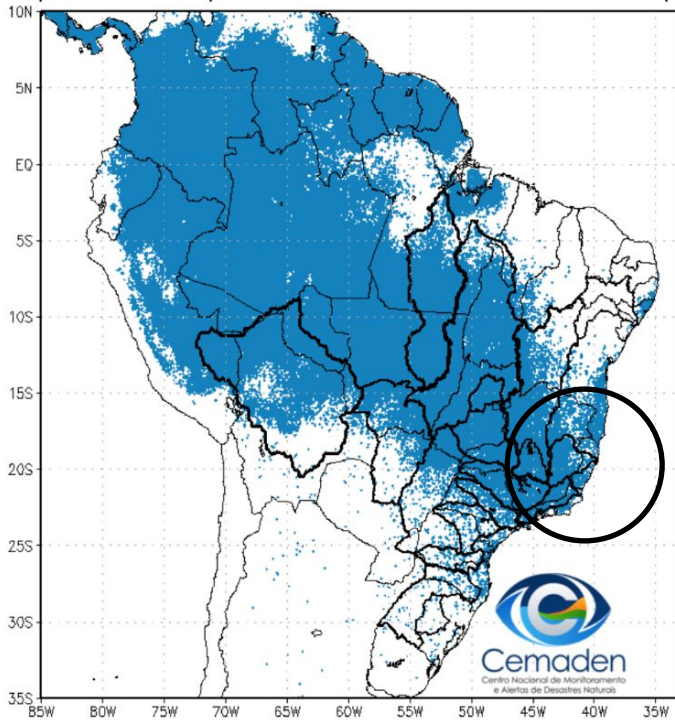 10N
5N
EQ
5S
10S
15S
20S
25S
30S
35S
85W 80W 75W 70W 65W 60W 55W 50W 45W 40W 35W
Cemaden
Centro Nacional de Monitoramento
e Alertas de Desastres Naturais